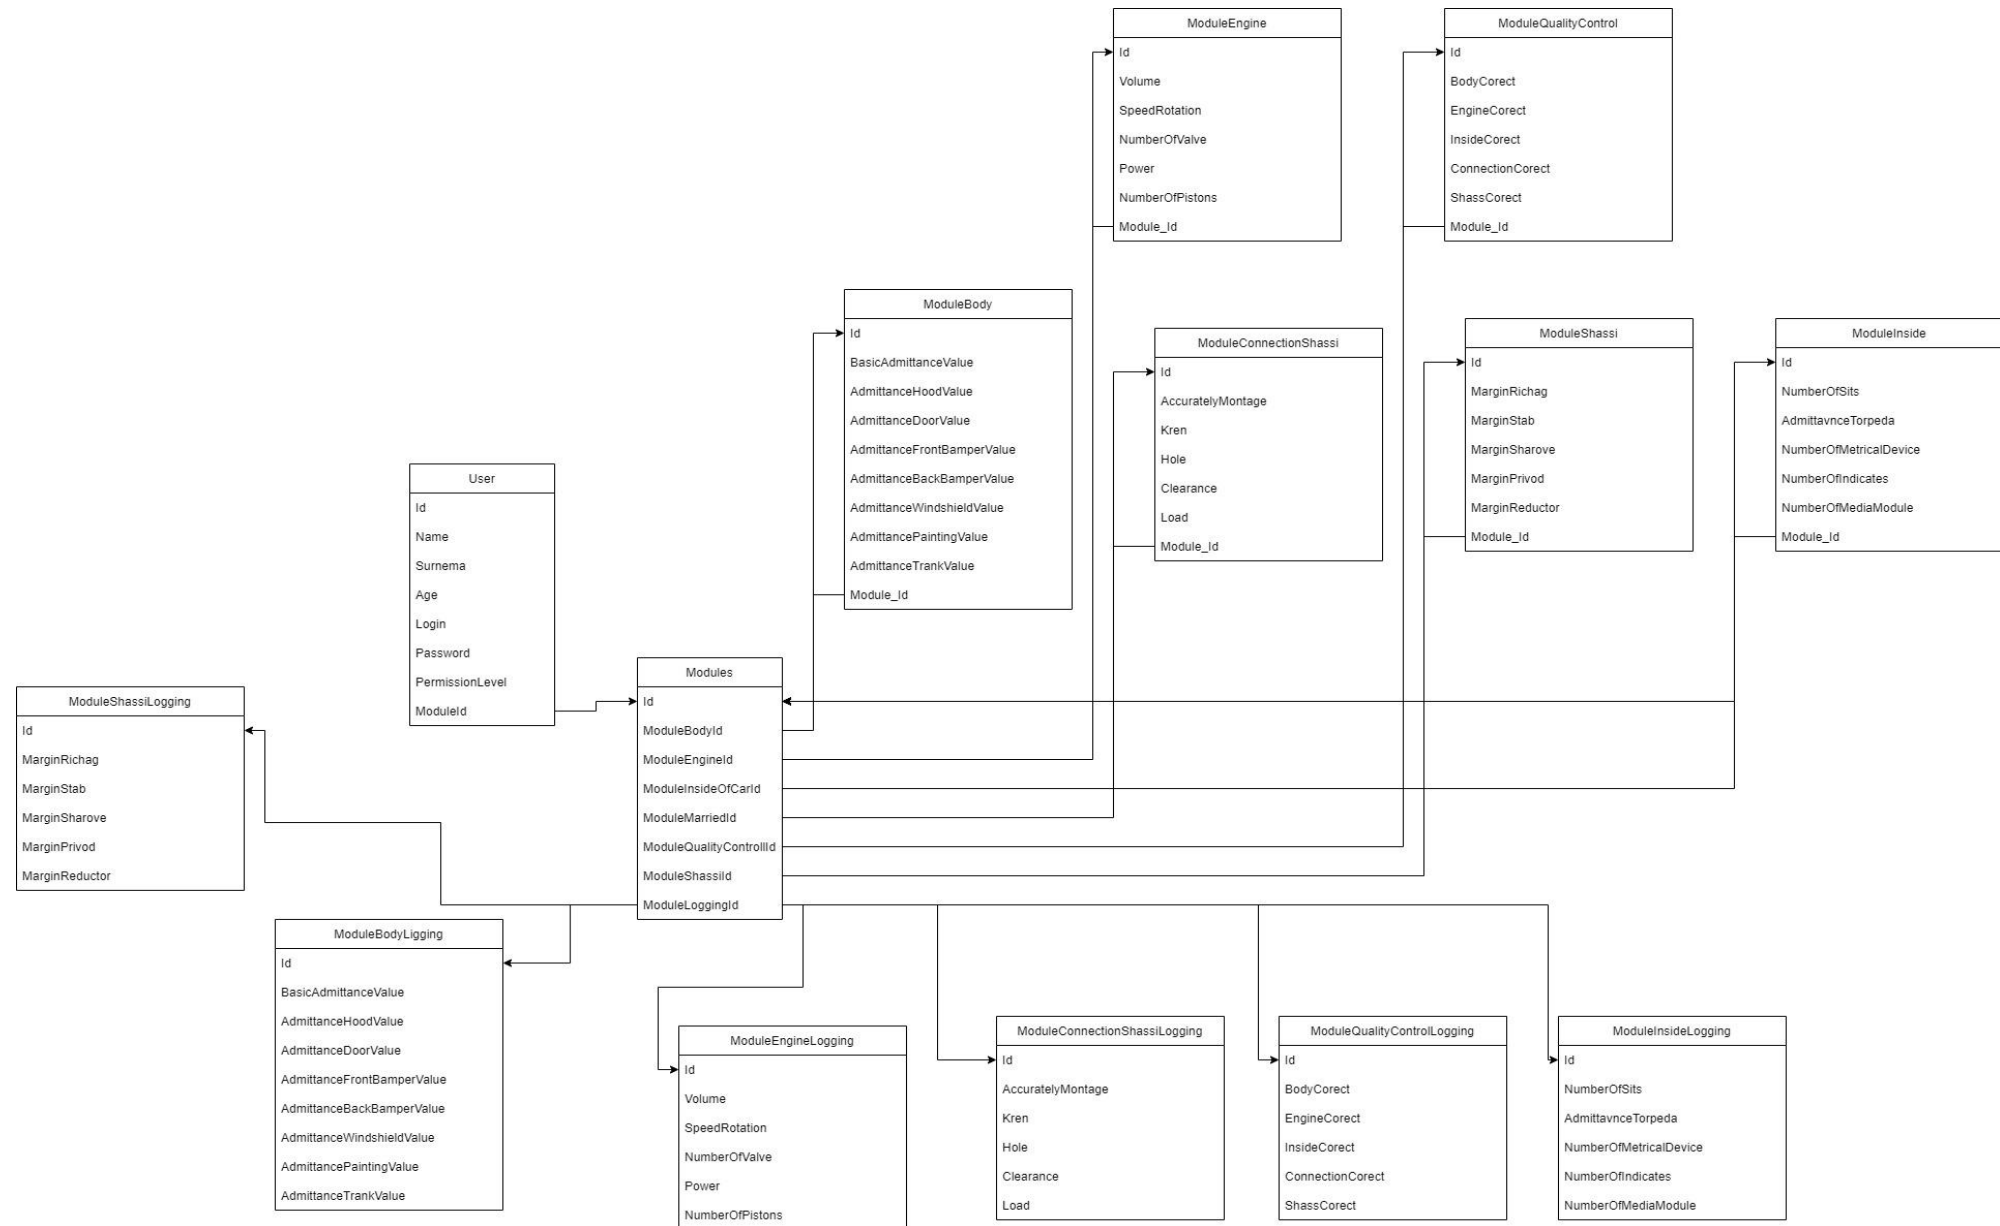 ModuleEngine
Id
Volume
SpeedRotation
NumberOfValve
Power
NumberOfPistons
Module_Id
ModuleQualityControl
Id
BodyCorect
EngineCorect
InsideCorect
ConnectionCorect
ShassCorect
Module_Id
ModuleBody
Id
BasicAdmittanceValue
AdmittanceHoodValue
AdmittanceDoorValue
AdmittanceFrontBamperValue
AdmittanceBackBamperValue
AdmittanceWindshieldValue
AdmittancePaintingValue
AdmittanceTrankValue
Module_Id
ModuleConnectionShassi
Id
AccuratelyMontage
Kren
Hole
Clearance
Load
Module_Id
ModuleShassi
Id
MarginRichag
MarginStab
MarginSharove
MarginPrivod
MarginReductor
Module_Id
ModuleInside
Id
NumberOfSits
AdmittavnceTorpeda
NumberOfMetricalDevice
NumberOfIndicates
NumberOfMediaModule
Module_Id
User
Id
Name
Surnema
Age
Login
Password
PermissionLevel
ModuleId
Modules
Id
ModuleBodyId
ModuleEngineId
ModuleInsideOfCarId
ModuleMarriedId
ModuleQualityControllId
ModuleShassiId
ModuleLoggingId
ModuleShassiLogging
Id
MarginRichag
MarginStab
MarginSharove
MarginPrivod
MarginReductor
ModuleBodyLigging
Id
BasicAdmittanceValue
AdmittanceHoodValue
AdmittanceDoorValue
AdmittanceFrontBamperValue
AdmittanceBackBamperValue
AdmittanceWindshieldValue
AdmittancePaintingValue
AdmittanceTrankValue
ModuleEngineLogging
Id
Volume
SpeedRotation
NumberOfValve
Power
NumberOfPistons
ModuleConnectionShassiLogging
Id
AccuratelyMontage
Kren
Hole
Clearance
Load
ModuleQualityControlLogging
Id
BodyCorect
EngineCorect
InsideCorect
ConnectionCorect
ShassCorect
ModuleInsideLogging
Id
NumberOfSits
AdmittavnceTorpeda
NumberOfMetricalDevice
NumberOfIndicates
NumberOfMediaModule